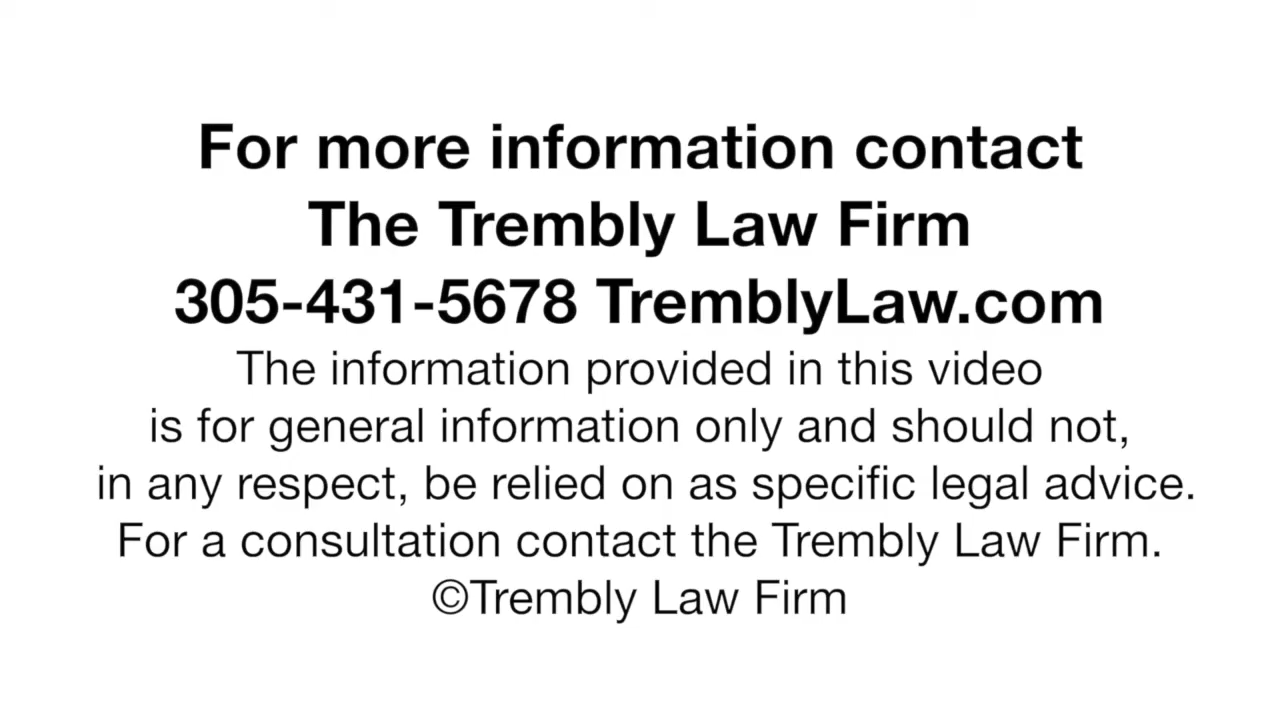 For more information contact
The Trembly Law Firm
305-431-5678 TremblyLaw.com
The information provided in this video
is for general information only and should not,
in any respect, be relied on as specific legal advice.
For a consultation contact the Trembly Law Firm.
©Trembly Law Firm